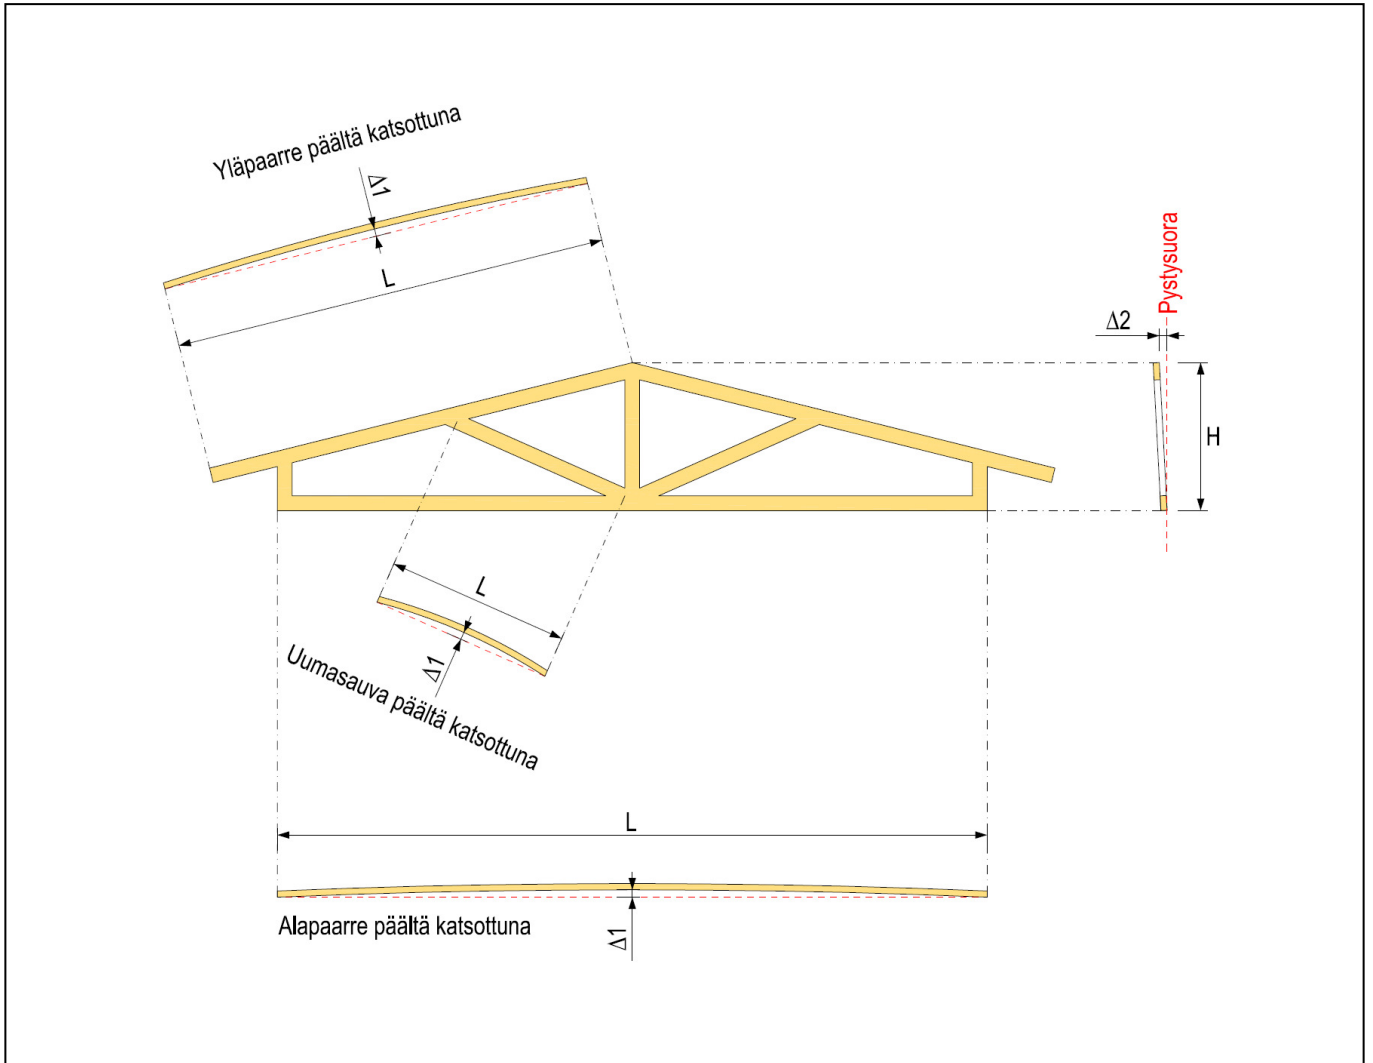 Yläpaarre päältä katsottuna
Δ1
L
Pystysuora
Δ2
H
L
Δ1
Uumasauva päältä katsottuna
L
Alapaarre päältä katsottuna
Δ1